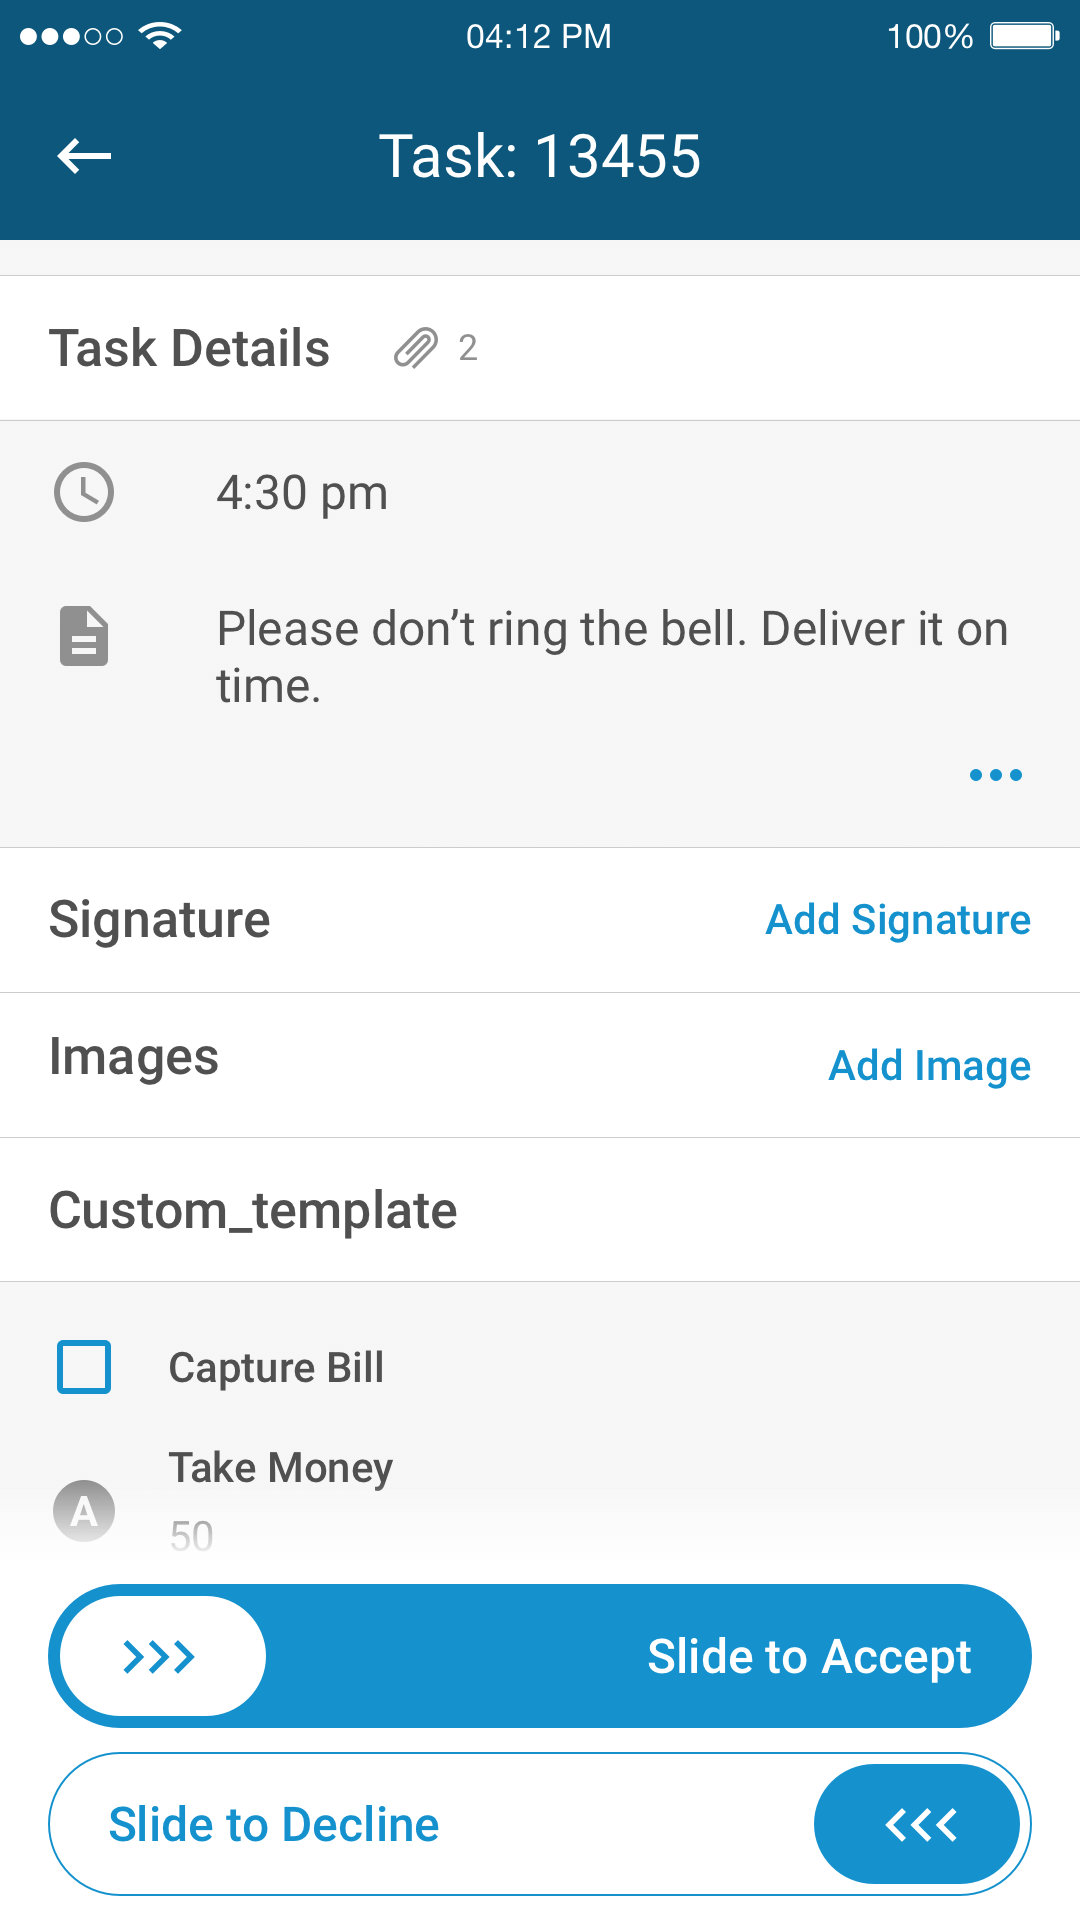 04:12 PM
100%
Task: 13455
Task Details
2
4:30 pm
Please don’t ring the bell. Deliver it on
time.
Signature
Add Signature
Images
Add Image
Custom_template
Capture Bill
Take Money
A
50
>>> Slide to Accept
Slide to Decline <<<